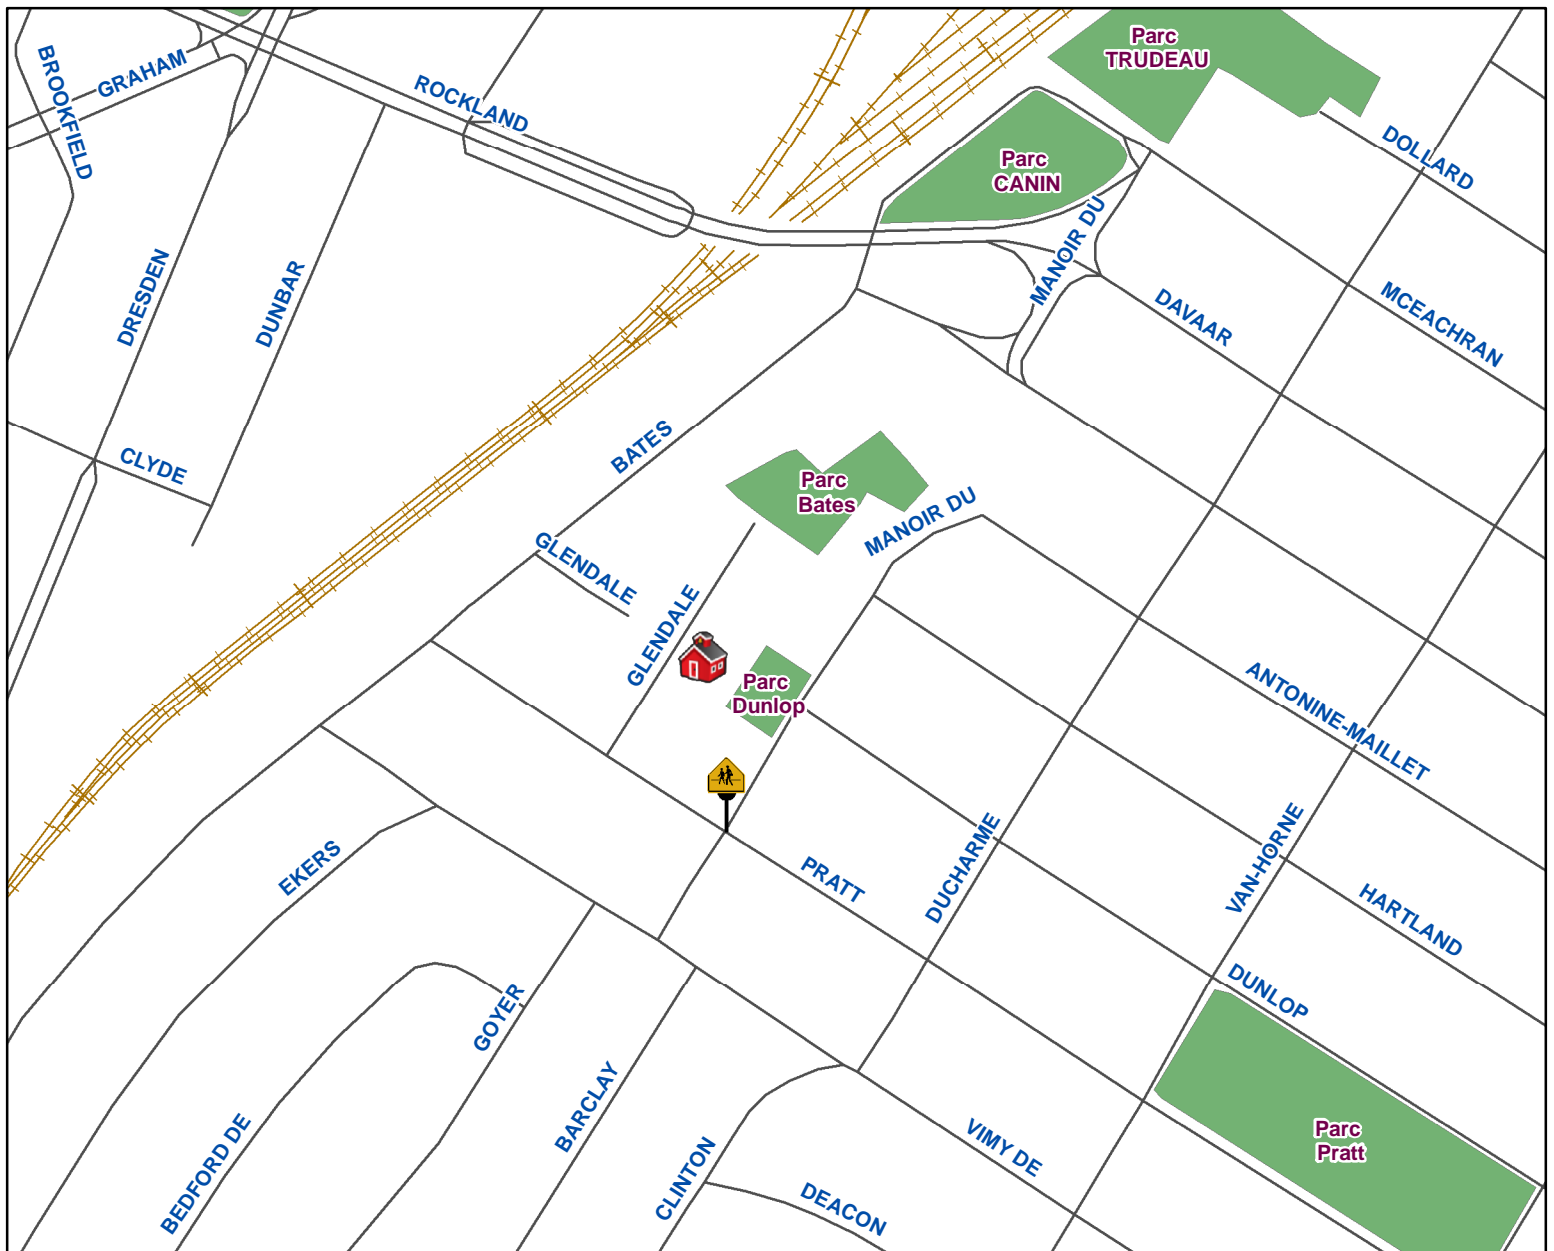 Parc
TRUDEAU
BROOKFIELD
GRAHAM
ROCKLAND
DOLLARD
Parc
CANIN
MANOIR DU
DRESDEN
DUNBAR
DAVAAR
MCEACHRAN
CLYDE
BATES
Parc
Bates
MANOIR DU
GLENDALE
GLENDALE
Parc
Dunlop
ANTONINE-MAILLET
EKERS
PRATT
DUCHARME
VAN-HORNE
HARTLAND
DUNLOP
GOYER
BARCLAY
BEDFORD DE
CLINTON
DEACON
VIMY DE
Parc
Pratt